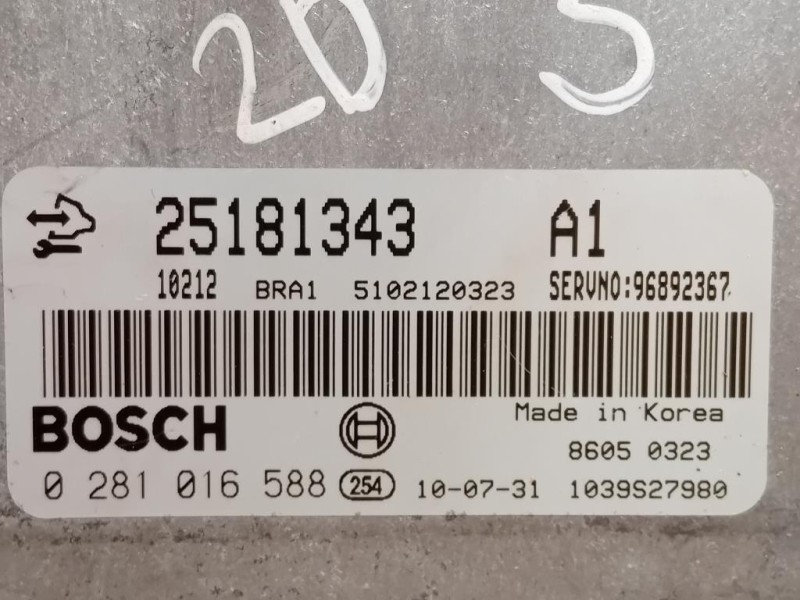 2D 5
25181343 A1
10212 BRA1 5102120323 SERVNO:96892367
BOSCH Made in Korea
8605 0323
0 281 016 588 254 10-07-31 1039S27980